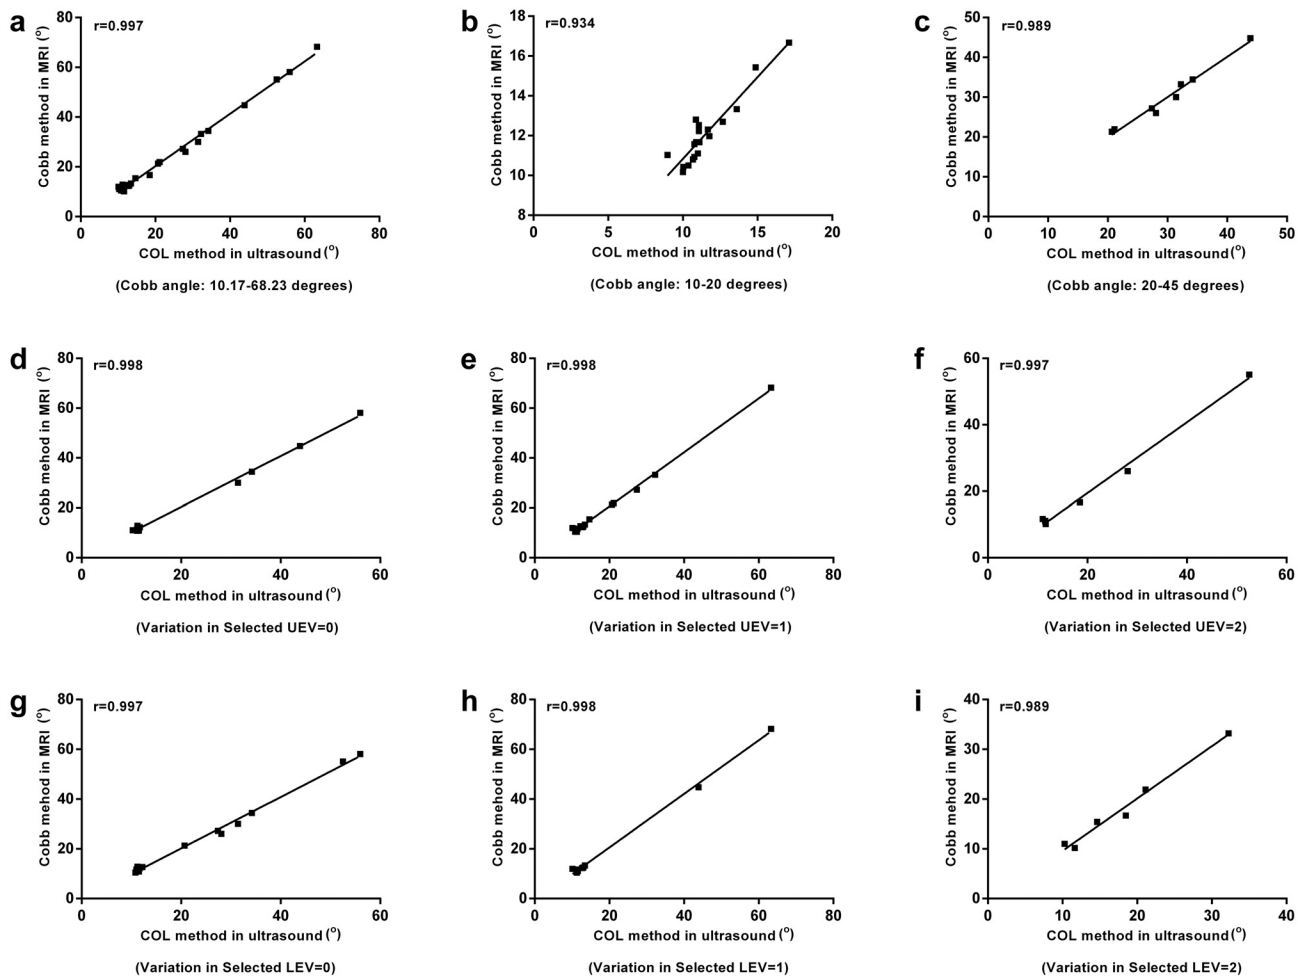 a
r=0.997
Cobb method in MRI (o)
80
60
40
20
0
20
40
60
80
COL method in ultrasound (o)
(Cobb angle: 10.17-68.23 degrees)
b
r=0.934
Cobb method in MRI (o)
18
16
14
12
10
8
0
5
10
15
20
COL method in ultrasound (o)
(Cobb angle: 10-20 degrees)
c
r=0.989
Cobb method in MRI (o)
50
40
30
20
10
0
0
10
20
30
40
50
COL method in ultrasound (o)
(Cobb angle: 20-45 degrees)
d
r=0.998
Cobb mehod in MRI (o)
80
60
40
20
0
0
20
40
60
COL method in ultrasound (o)
(Variation in Selected UEV=0)
e
r=0.998
Cobb mehod in MRI (o)
80
60
40
20
0
0
20
40
60
80
COL method in ultrasound (o)
(Variation in Selected UEV=1)
f
r=0.997
Cobb mehod in MRI (o)
60
40
20
0
0
20
40
60
COL method in ultrasound (o)
(Variation in Selected UEV=2)
g
r=0.997
Cobb mehod in MRI (o)
80
60
40
20
0
0
20
40
60
COL method in ultrasound (o)
(Variation in Selected LEV=0)
h
r=0.998
Cobb mehod in MRI (o)
80
60
40
20
0
0
20
40
60
80
COL method in ultrasound (o)
(Variation in Selected LEV=1)
i
r=0.989
Cobb mehod in MRI (o)
40
30
20
10
0
0
10
20
30
40
COL method in ultrasound (o)
(Variation in Selected LEV=2)